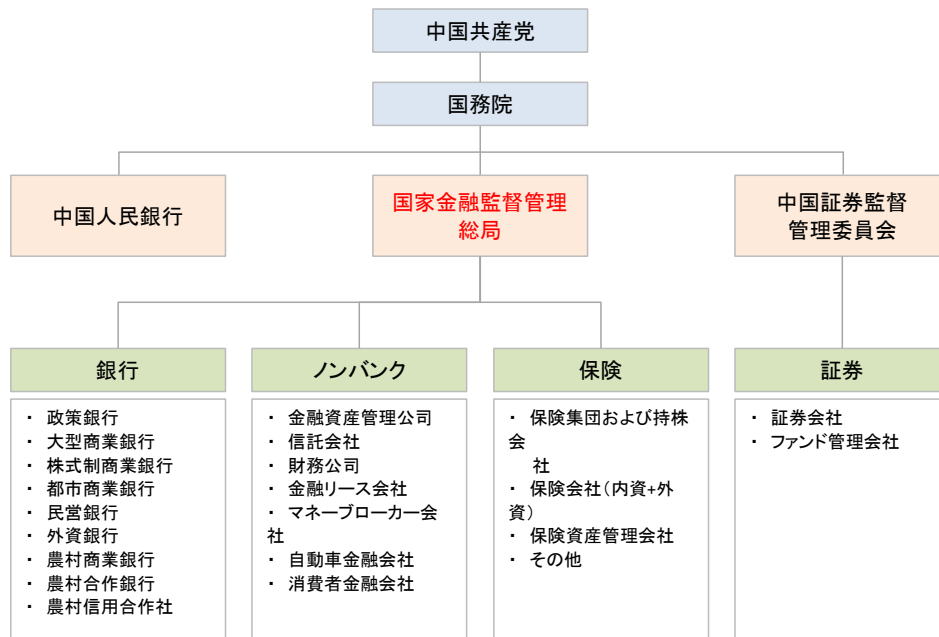 中国共産党
国務院
中国人民銀行
国家金融監督管理
総局
中国証券監督
管理委員会
銀行
・ 政策銀行
・ 大型商業銀行
・ 株式制商業銀行
・ 都市商業銀行
・ 民営銀行
・ 外資銀行
・ 農村商業銀行
・ 農村合作銀行
・ 農村信用合作社
ノンバンク
・ 金融資産管理公司
・ 信託会社
・ 財務公司
・ 金融リース会社
・ マネーブローカー会
社
・ 自動車金融会社
・ 消費者金融会社
保険
・ 保険集団および持株
会
社
・ 保険会社（内資+外
資）
・ 保険資産管理会社
・ その他
証券
・ 証券会社
・ ファンド管理会社